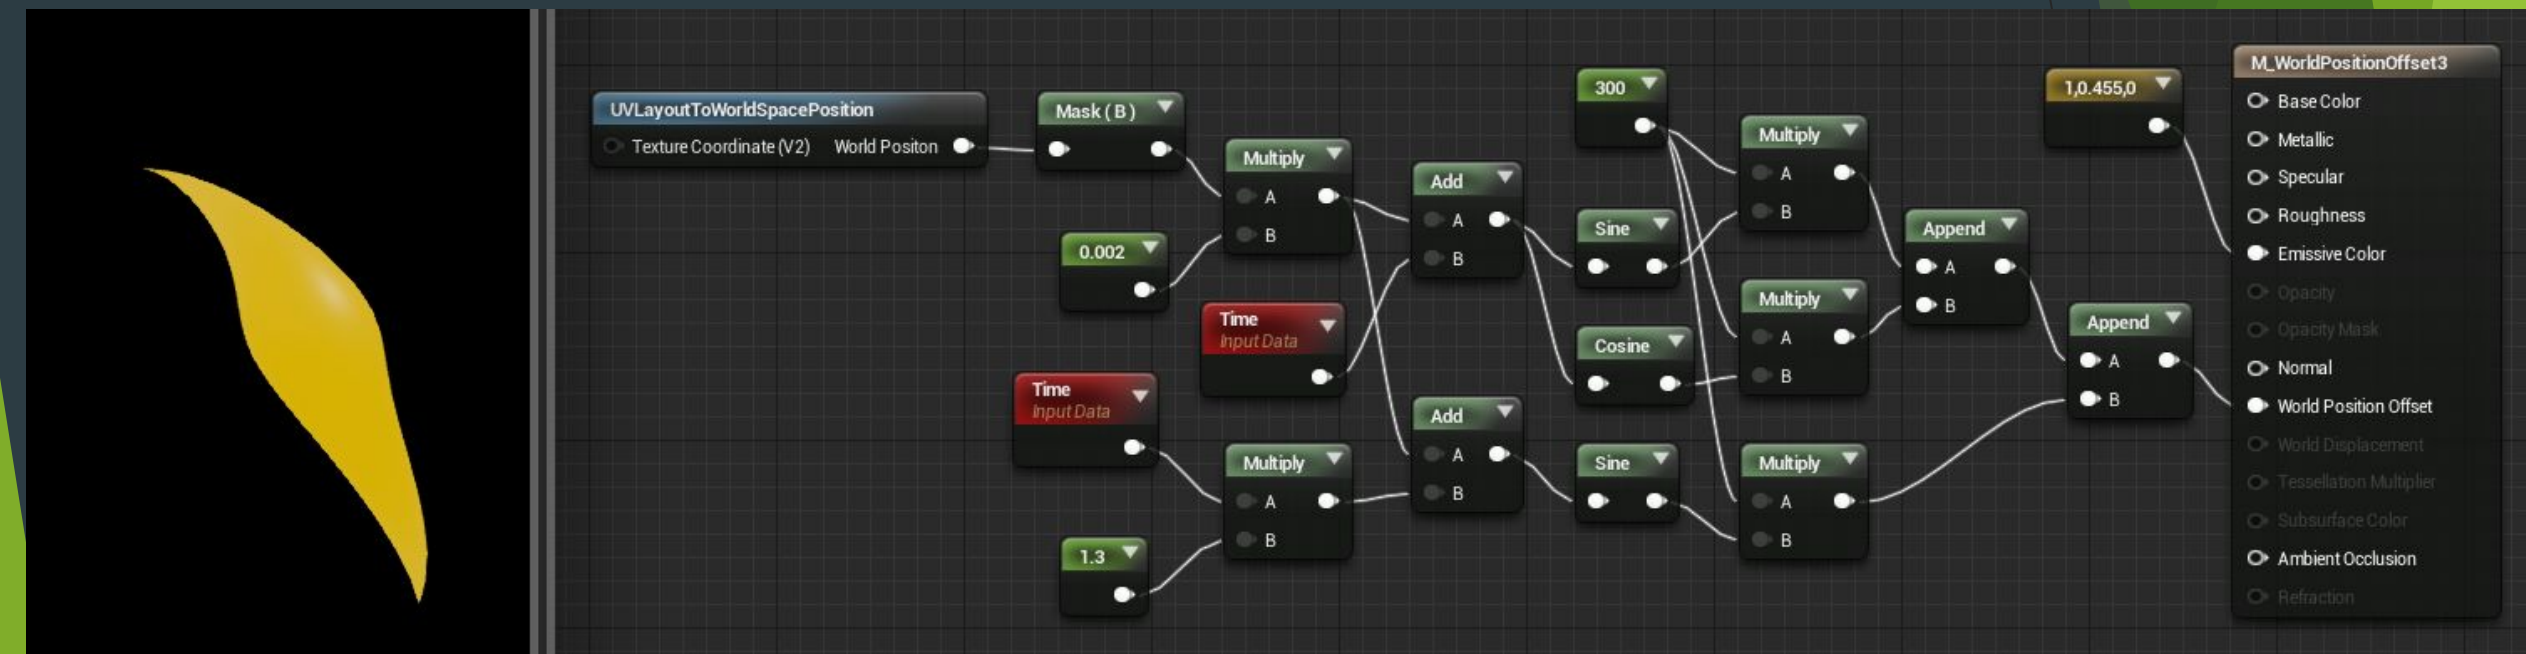 UVLayoutToWorldSpacePosition
Texture Coordinate (V2) World Positon
Mask ( B )
Multiply
A
B
0.002
Time
Input Data
Time
Input Data
Multiply
A
B
1.3
Add
A
B
Add
A
B
300
Sine
Cosine
Sine
Multiply
A
B
Multiply
A
B
Multiply
A
B
Append
A
B
Append
A
B
1,0.455,0
M_WorldPositionOffset3
Base Color
Metallic
Specular
Roughness
Emissive Color
Opacity
Opacity Mask
Normal
World Position Offset
World Displacement
Tessellation Multiplier
Subsurface Color
Ambient Occlusion
Refraction